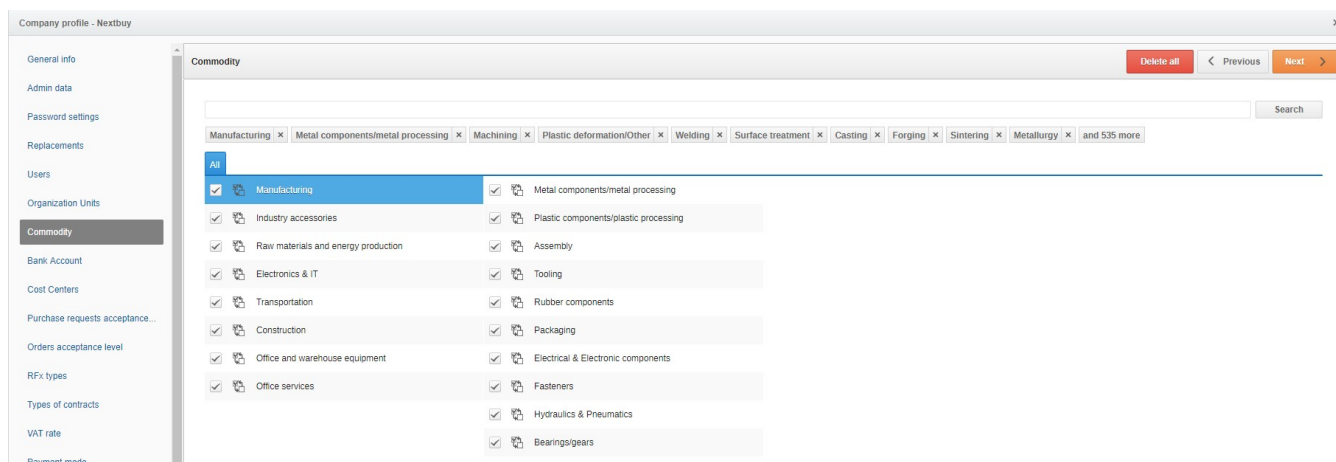 Company profile - Nextbuy
General info
Admin data
Password settings
Replacements
Users
Organization Units
Commodity
Bank Account
Cost Centers
Purchase requests acceptance...
Orders acceptance level
RFx types
Types of contracts
VAT rate
Payment mode
Commodity
Delete all
Previous
Next
Search
Manufacturing × Metal components/metal processing × Machining × Plastic deformation/Other × Welding × Surface treatment × Casting × Forging × Sintering × Metallurgy × and 535 more
All
Manufacturing
Industry accessories
Raw materials and energy production
Electronics & IT
Transportation
Construction
Office and warehouse equipment
Office services
Metal components/metal processing
Plastic components/plastic processing
Assembly
Tooling
Rubber components
Packaging
Electrical & Electronic components
Fasteners
Hydraulics & Pneumatics
Bearings/gears